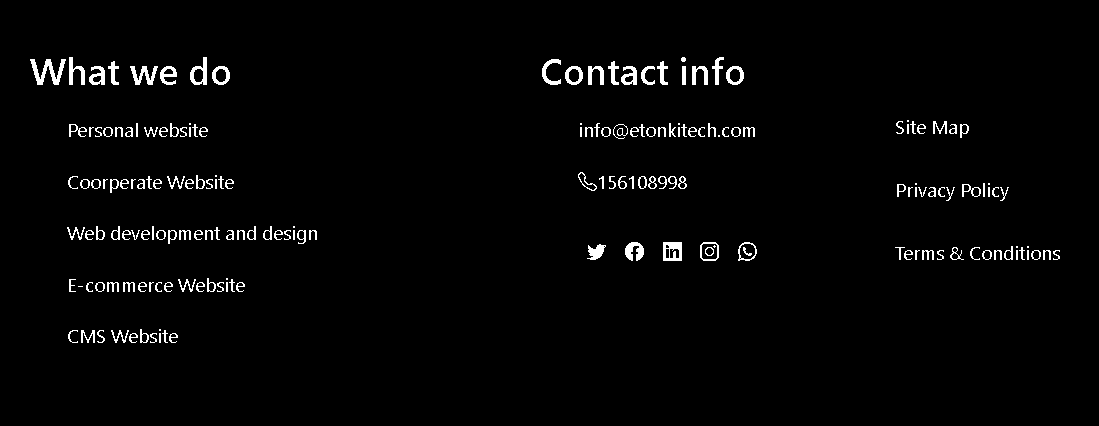 What we do
Personal website
Coorperate Website
Web development and design
E-commerce Website
CMS Website
Contact info
info@etonkitech.com
156108998
Site Map
Privacy Policy
Terms & Conditions